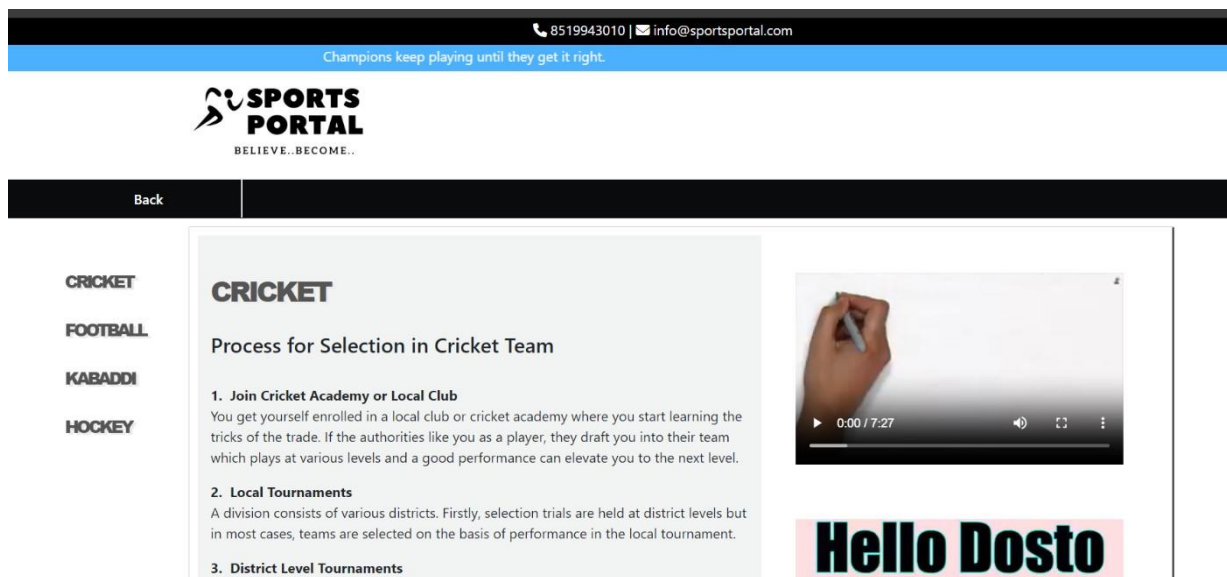 8519943010 | info@sportsportal.com
Champions keep playing until they get it right.
SPORTS
PORTAL
BELIEVE..BECOME..
Back
CRICKET
FOOTBALL
KABADDI
HOCKEY
CRICKET
Process for Selection in Cricket Team
1. Join Cricket Academy or Local Club
You get yourself enrolled in a local club or cricket academy where you start learning the
tricks of the trade. If the authorities like you as a player, they draft you into their team
which plays at various levels and a good performance can elevate you to the next level.
2. Local Tournaments
A division consists of various districts. Firstly, selection trials are held at district levels but
in most cases, teams are selected on the basis of performance in the local tournament.
3. District Level Tournaments
0:00 / 7:27
Hello Dosto